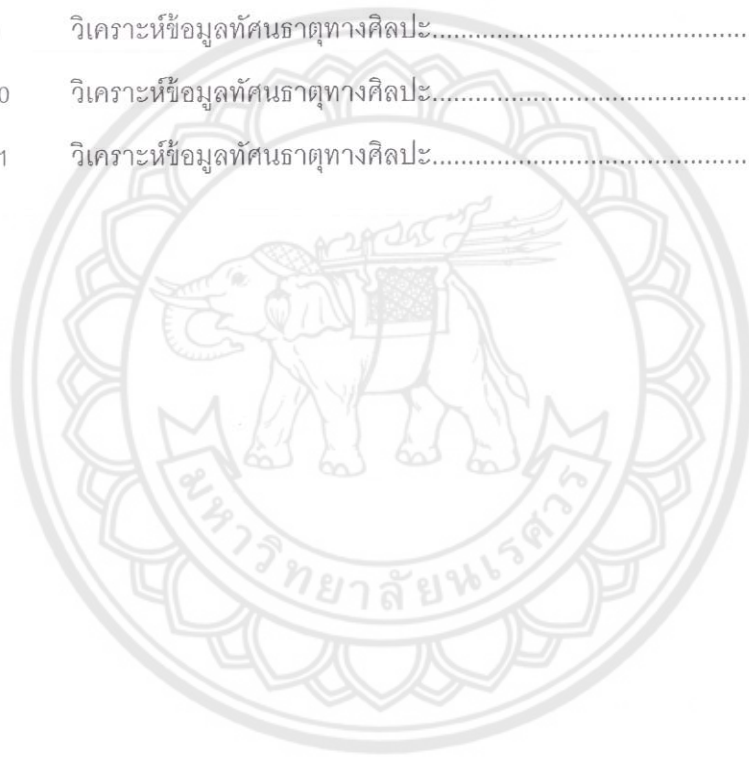 วิเคราะห์ข้อมูลทัศนธาตุทางศิลปะ............................................
0 วิเคราะห์ข้อมูลทัศนธาตุทางศิลปะ............................................
1 วิเคราะห์ข้อมูลทัศนธาตุทางศิลปะ............................................
มหาวิทยาลัยนเรศวร